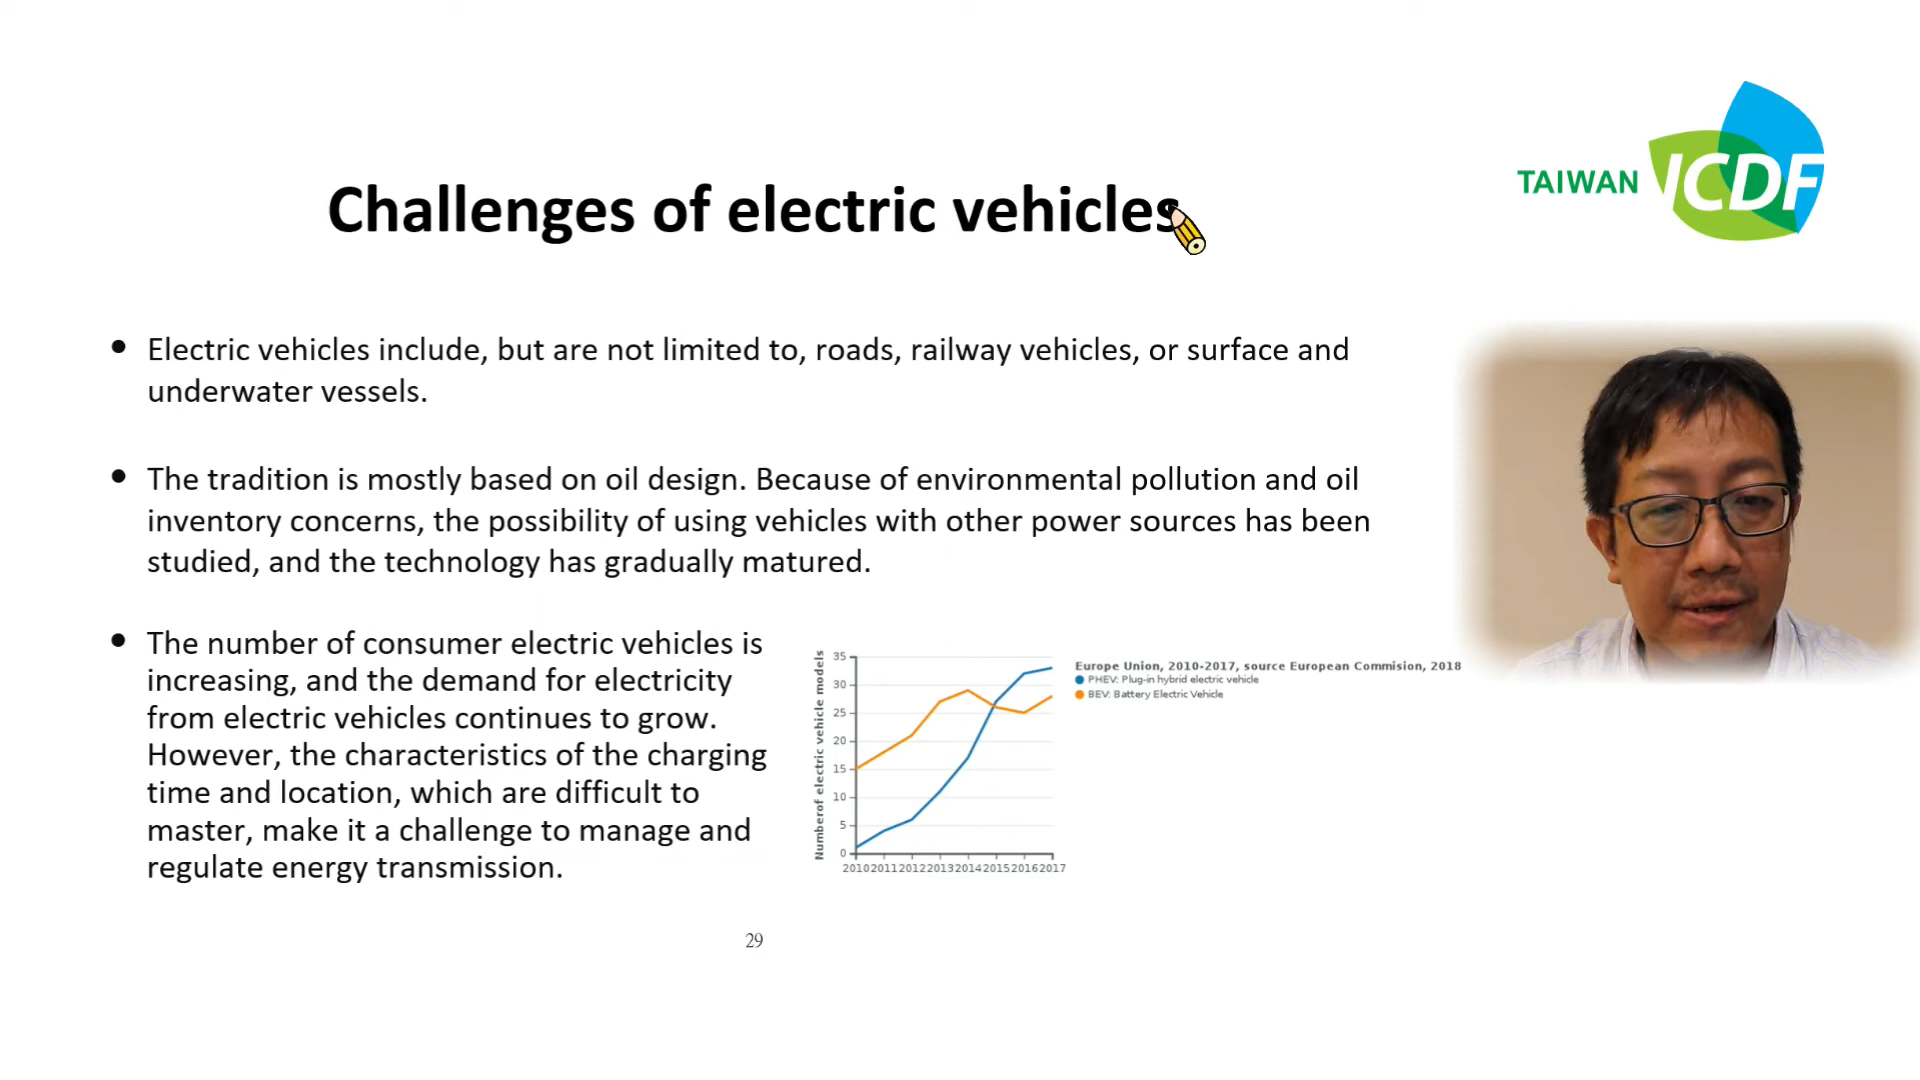 TAIWAN ICDF
Challenges of electric vehicles
• Electric vehicles include, but are not limited to, roads, railway vehicles, or surface and
underwater vessels.
• The tradition is mostly based on oil design. Because of environmental pollution and oil
inventory concerns, the possibility of using vehicles with other power sources has been
studied, and the technology has gradually matured.
• The number of consumer electric vehicles is
increasing, and the demand for electricity
from electric vehicles continues to grow.
However, the characteristics of the charging
time and location, which are difficult to
master, make it a challenge to manage and
regulate energy transmission.
Numberof electric vehicle models
35
30
25
20
15
10
5
0
2010 2011 2012 2013 2014 2015 2016 2017
Europe Union, 2010-2017, source European Commision, 2018
PHEV: Plug-in hybrid electric vehicle
BEV: Battery Electric Vehicle
29